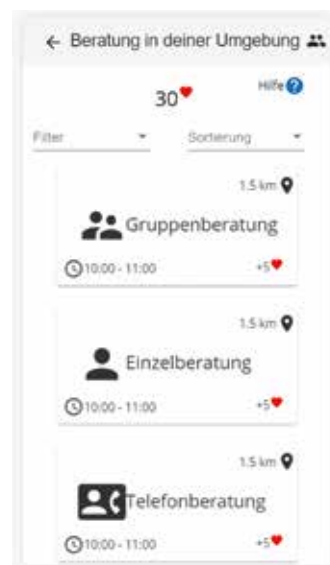 Beratung in deiner Umgebung
30
Hilfe
Filter
Sortierung
1.5 km
Gruppenberatung
10:00 - 11:00
+5
1.5 km
Einzelberatung
10:00 - 11:00
+5
1.5 km
Telefonberatung
10:00 - 11:00
+5